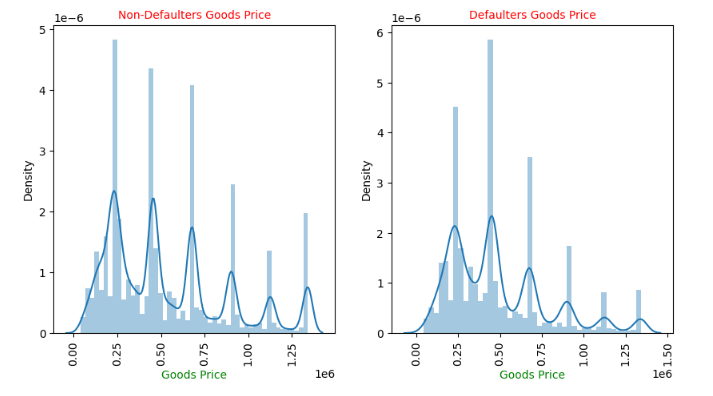 Non-Defaulters Goods Price
1e−6
5
4
3
2
1
0
Density
0.00
0.25
0.50
0.75
1.00
1.25
1e6
Goods Price
Defaulters Goods Price
1e−6
6
5
4
3
2
1
0
Density
0.00
0.25
0.50
0.75
1.00
1.25
1.50
1e6
Goods Price